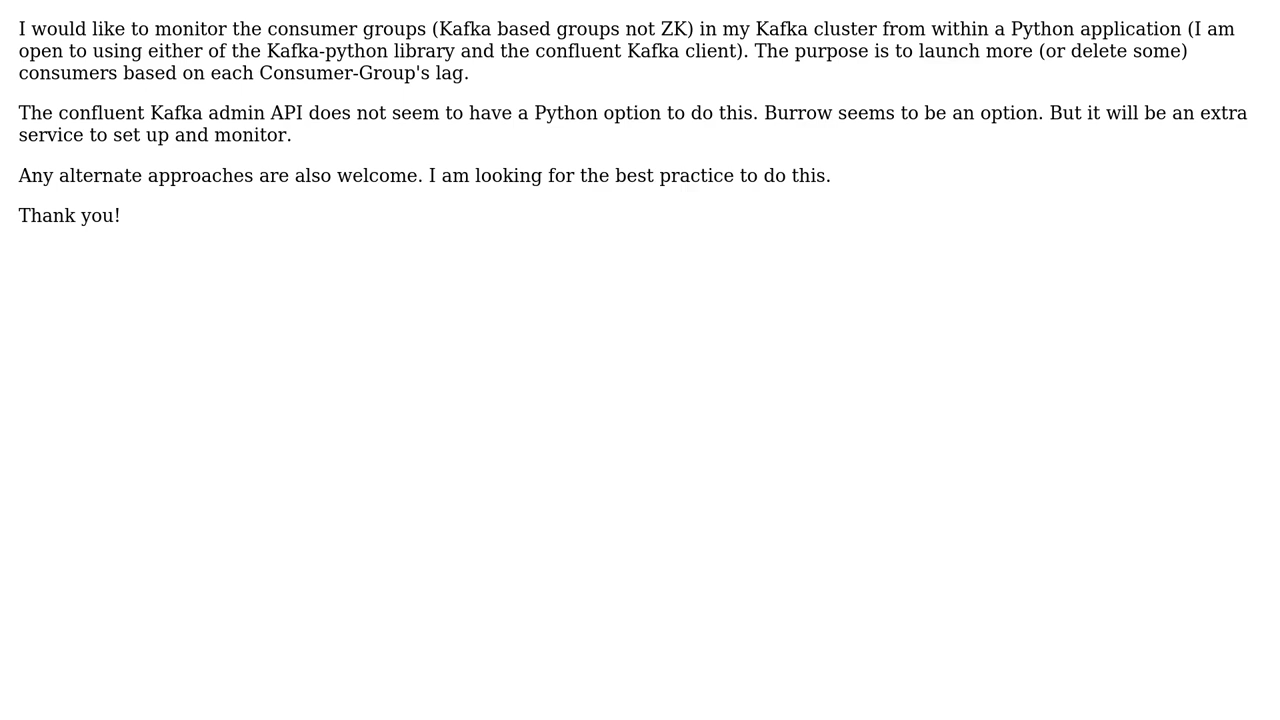 I would like to monitor the consumer groups (Kafka based groups not ZK) in my Kafka cluster from within a Python application (I am
open to using either of the Kafka-python library and the confluent Kafka client). The purpose is to launch more (or delete some)
consumers based on each Consumer-Group's lag.
The confluent Kafka admin API does not seem to have a Python option to do this. Burrow seems to be an option. But it will be an extra
service to set up and monitor.
Any alternate approaches are also welcome. I am looking for the best practice to do this.
Thank you!